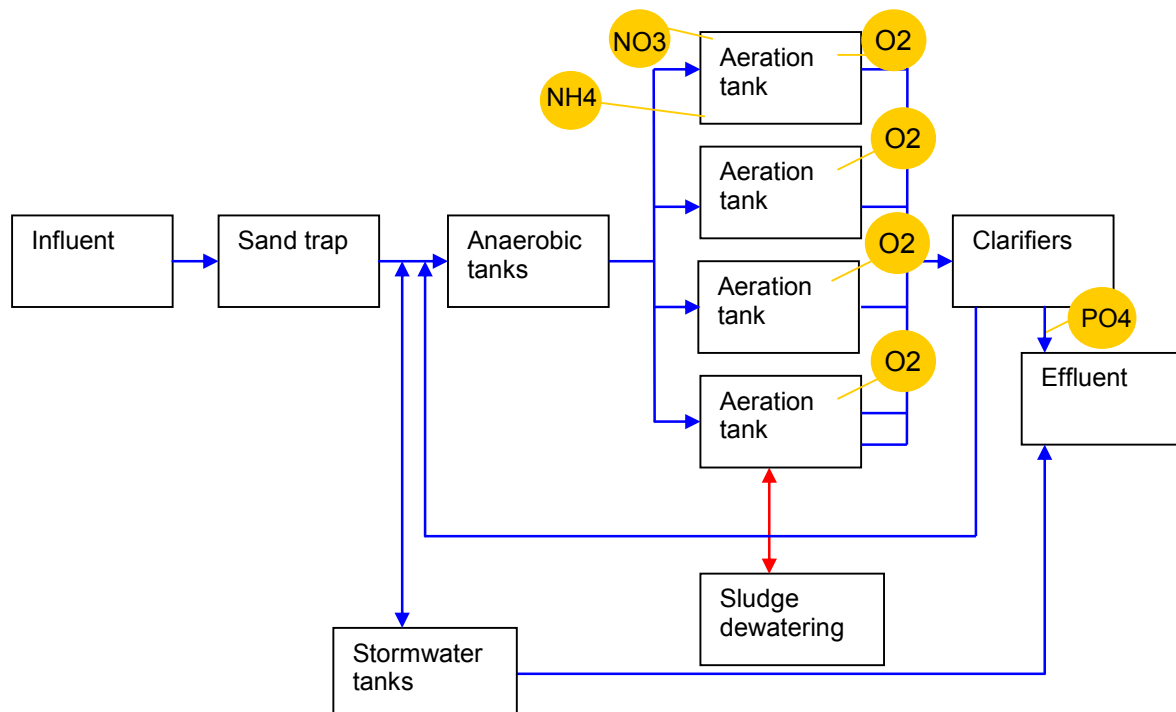 NO3
Aeration
tank
O2
NH4
Aeration
tank
O2
Influent
Sand trap
Anaerobic
tanks
Aeration
tank
O2
Clarifiers
PO4
Aeration
tank
O2
Effluent
Sludge
dewatering
Stormwater
tanks